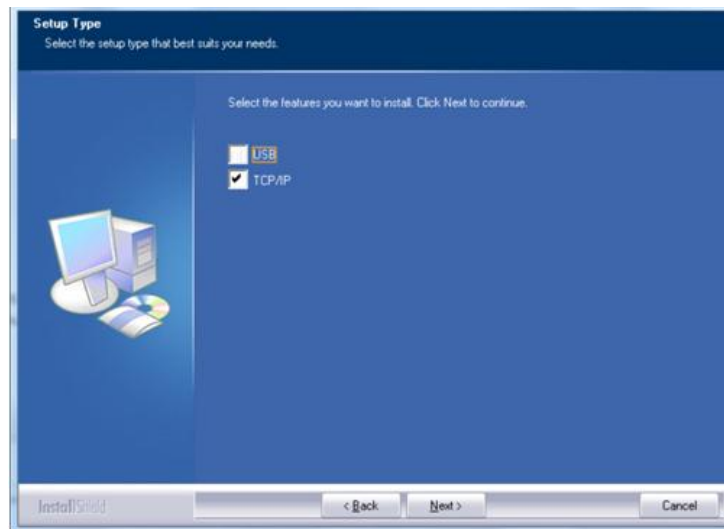 Setup Type
Select the setup type that best suits your needs.
Select the features you want to install. Click Next to continue.
USB
TCP/IP
InstallShield
< Back Next > Cancel